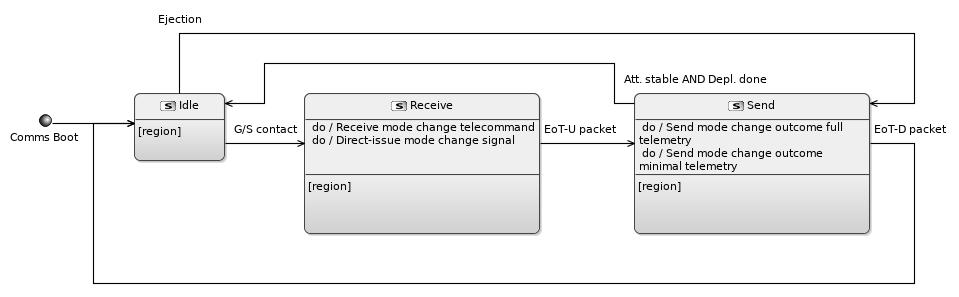 Ejection
Att. stable AND Depl. done
S Idle
S Receive
S Send
Comms Boot
[region]
G/S contact
do / Receive mode change telecommand
do / Direct-issue mode change signal
EoT-U packet
do / Send mode change outcome full
telemetry
do / Send mode change outcome
minimal telemetry
EoT-D packet
[region]
[region]